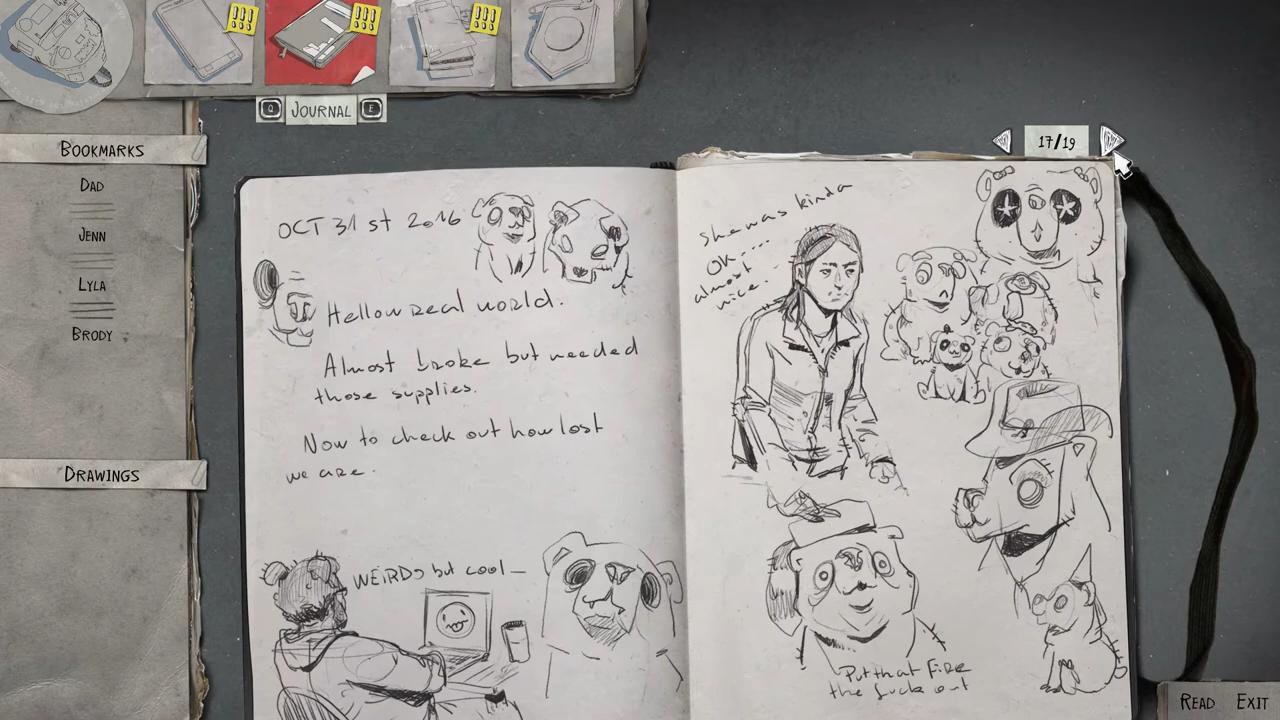 Q JOURNAL E
BOOKMARKS
DAD
JENN
LYLA
BRODY
DRAWINGS
17/19
OCT 31 st 2016
Hellow real world.
Almost broke but needed
those supplies.
Now to check out how lost
we are.
WEIRDs but cool
She was kinda
OK....
almost
nice.
Put that Fire
the fuck out
READ EXIT